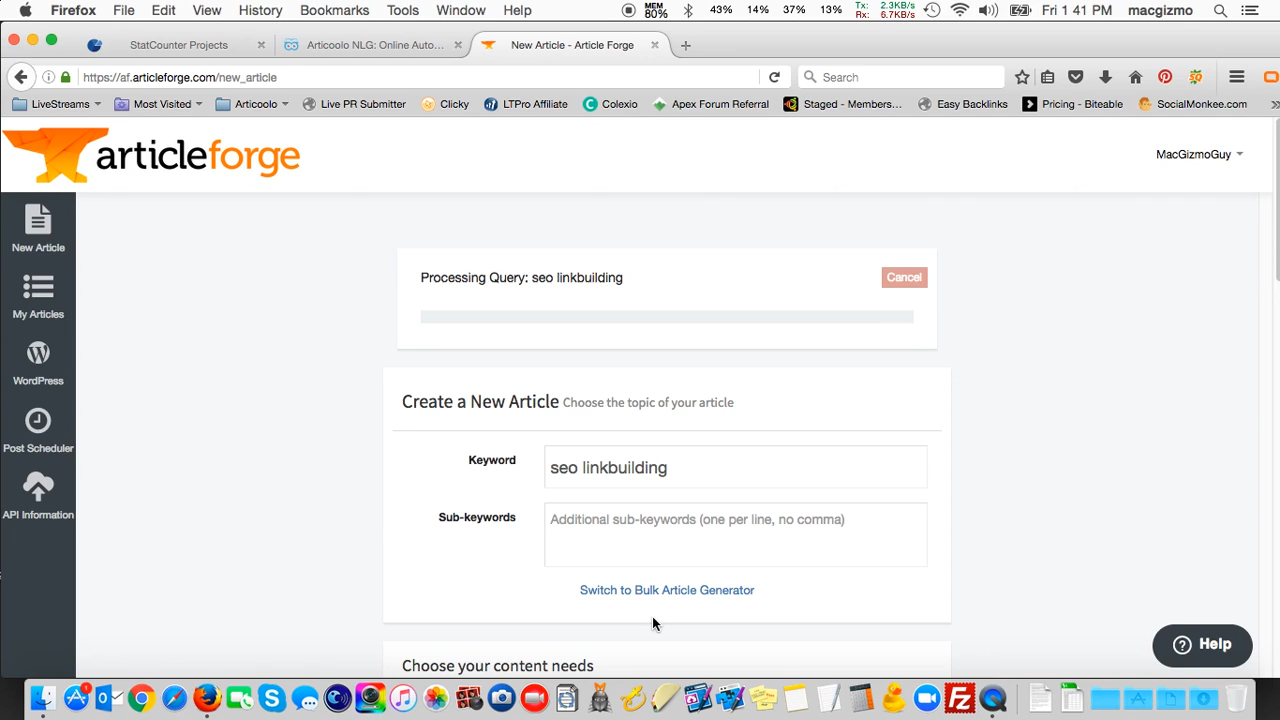 Firefox File Edit View History Bookmarks Tools Window Help MEM 80% 43% 14% 37% 13% Tx: 2.3KB/s Rx: 6.7KB/s Fri 1:41 PM macgizmo
StatCounter Projects Articoolo NLG: Online Auto... New Article - Article Forge
https://af.articleforge.com/new_article Search
LiveStreams Most Visited Articoolo Live PR Submitter Clicky LTPro Affiliate Colexio Apex Forum Referral Staged - Members... Easy Backlinks Pricing - Biteable SocialMonkee.com
articleforge MacGizmoGuy
New Article
My Articles
WordPress
Post Scheduler
API Information
Processing Query: seo linkbuilding Cancel
Create a New Article Choose the topic of your article
Keyword seo linkbuilding
Sub-keywords Additional sub-keywords (one per line, no comma)
Switch to Bulk Article Generator
Choose your content needs
Help